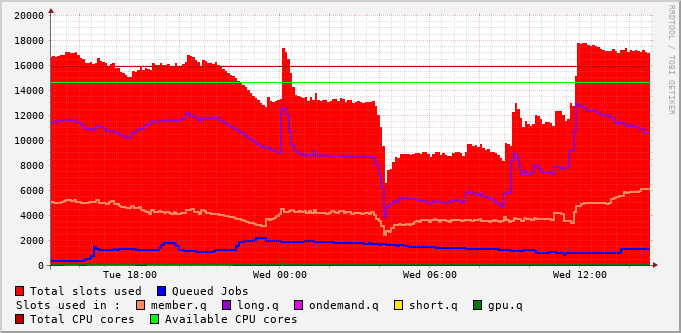 RRDTOOL / TOBI OETIKER
20000
18000
16000
14000
12000
10000
8000
6000
4000
2000
0
Tue 18:00 Wed 00:00 Wed 06:00 Wed 12:00
Total slots used Queued Jobs
Slots used in : member.q long.q ondemand.q short.q gpu.q
Total CPU cores Available CPU cores